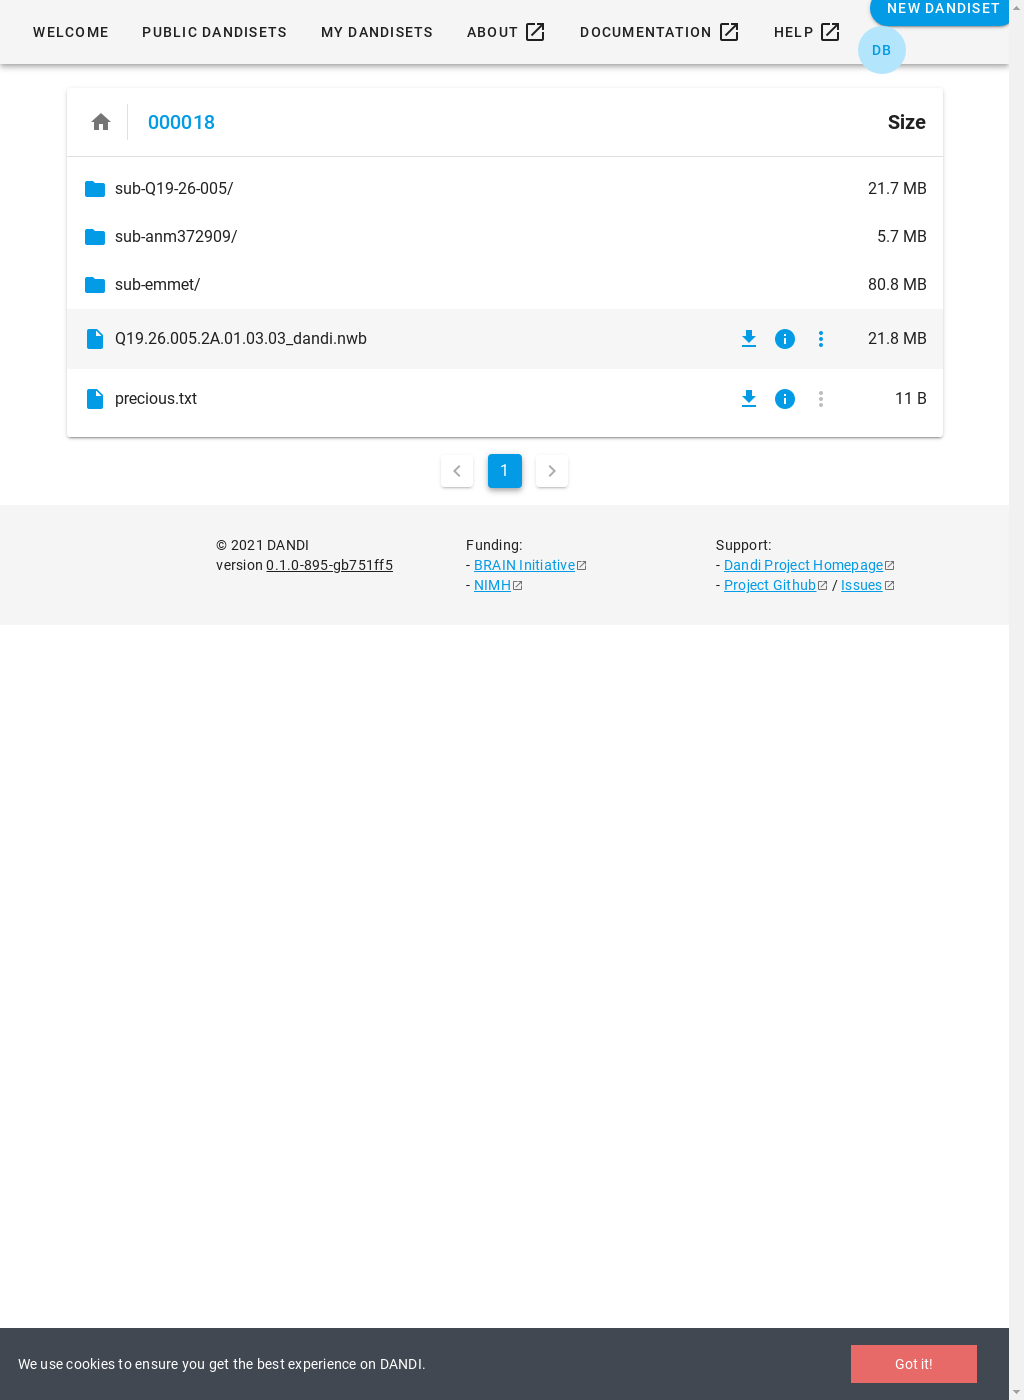 NEW DANDISET
WELCOME PUBLIC DANDISETS MY DANDISETS ABOUT DOCUMENTATION HELP
DB
000018 Size
sub-Q19-26-005/ 21.7 MB
sub-anm372909/ 5.7 MB
sub-emmet/ 80.8 MB
Q19.26.005.2A.01.03.03_dandi.nwb 21.8 MB
precious.txt 11 B
1
© 2021 DANDI
version 0.1.0-895-gb751ff5
Funding:
- BRAIN Initiative
- NIMH
Support:
- Dandi Project Homepage
- Project Github / Issues
We use cookies to ensure you get the best experience on DANDI. Got it!